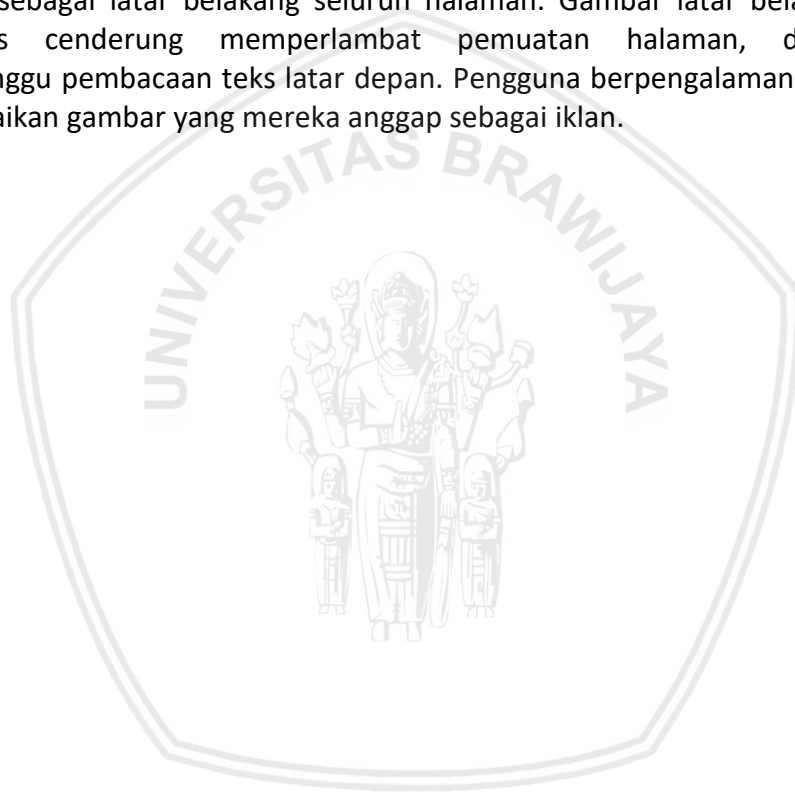 sebagai latar belakang seluruh halaman. Gambar latar bela
s cenderung memperlambat pemuatan halaman, d
nggu pembacaan teks latar depan. Pengguna berpengalaman
aikan gambar yang mereka anggap sebagai iklan.
UNIVERSITAS BRAWIJAYA